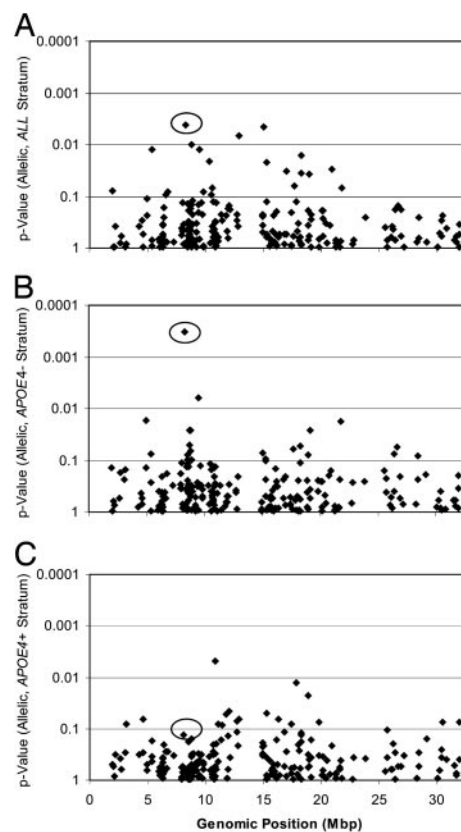 A
p-Value (Allelic, ALL Stratum)
0.0001
0.001
0.01
0.1
1
B
p-Value (Allelic, APOE4- Stratum)
0.0001
0.001
0.01
0.1
1
C
p-Value (Allelic, APOE4+ Stratum)
0.0001
0.001
0.01
0.1
1
0 5 10 15 20 25 30
Genomic Position (Mbp)